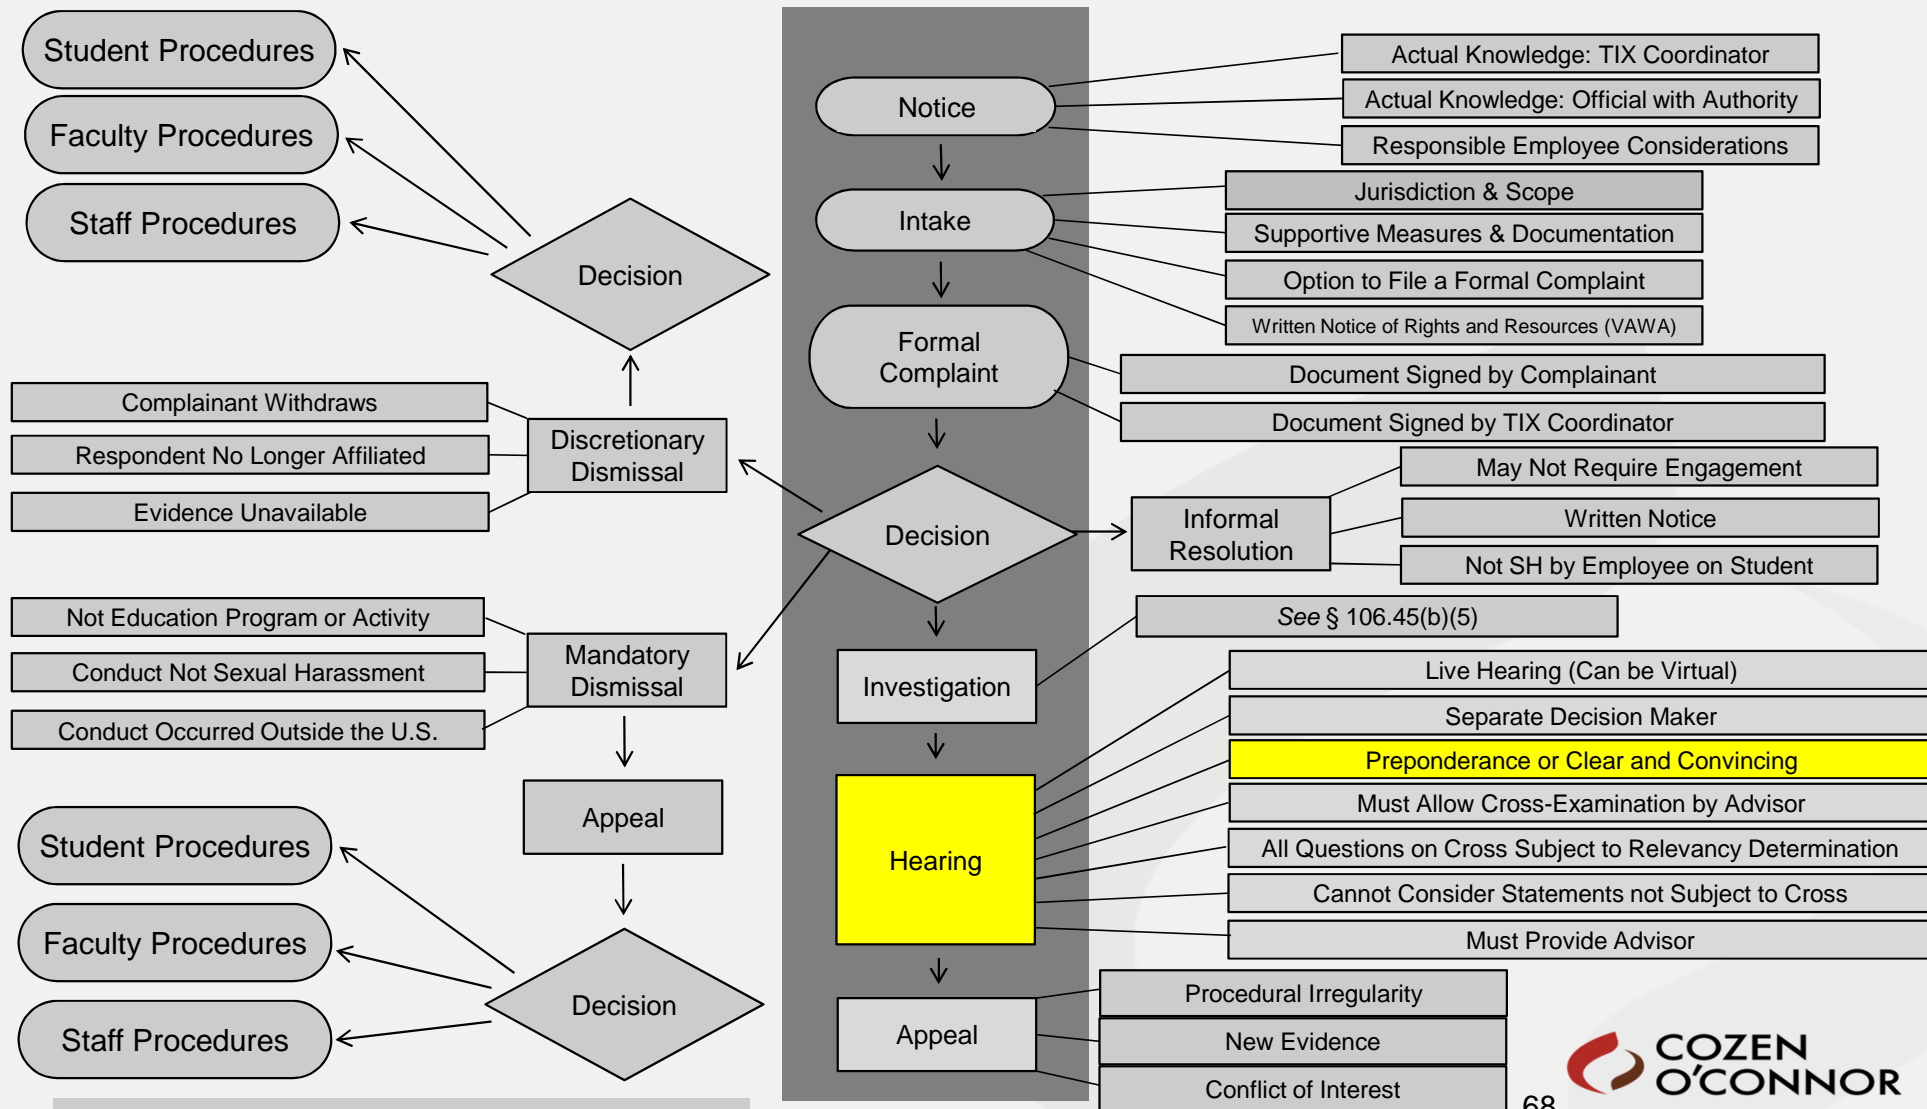 Student Procedures
Faculty Procedures
Staff Procedures
Decision
Complainant Withdraws
Respondent No Longer Affiliated
Evidence Unavailable
Discretionary
Dismissal
Not Education Program or Activity
Conduct Not Sexual Harassment
Conduct Occurred Outside the U.S.
Mandatory
Dismissal
Appeal
Student Procedures
Faculty Procedures
Staff Procedures
Decision
Notice
Intake
Formal
Complaint
Decision
Investigation
Hearing
Appeal
Actual Knowledge: TIX Coordinator
Actual Knowledge: Official with Authority
Responsible Employee Considerations
Jurisdiction & Scope
Supportive Measures & Documentation
Option to File a Formal Complaint
Written Notice of Rights and Resources (VAWA)
Document Signed by Complainant
Document Signed by TIX Coordinator
Informal
Resolution
May Not Require Engagement
Written Notice
Not SH by Employee on Student
See § 106.45(b)(5)
Live Hearing (Can be Virtual)
Separate Decision Maker
Preponderance or Clear and Convincing
Must Allow Cross-Examination by Advisor
All Questions on Cross Subject to Relevancy Determination
Cannot Consider Statements not Subject to Cross
Must Provide Advisor
Procedural Irregularity
New Evidence
Conflict of Interest
COZEN
O'CONNOR
68